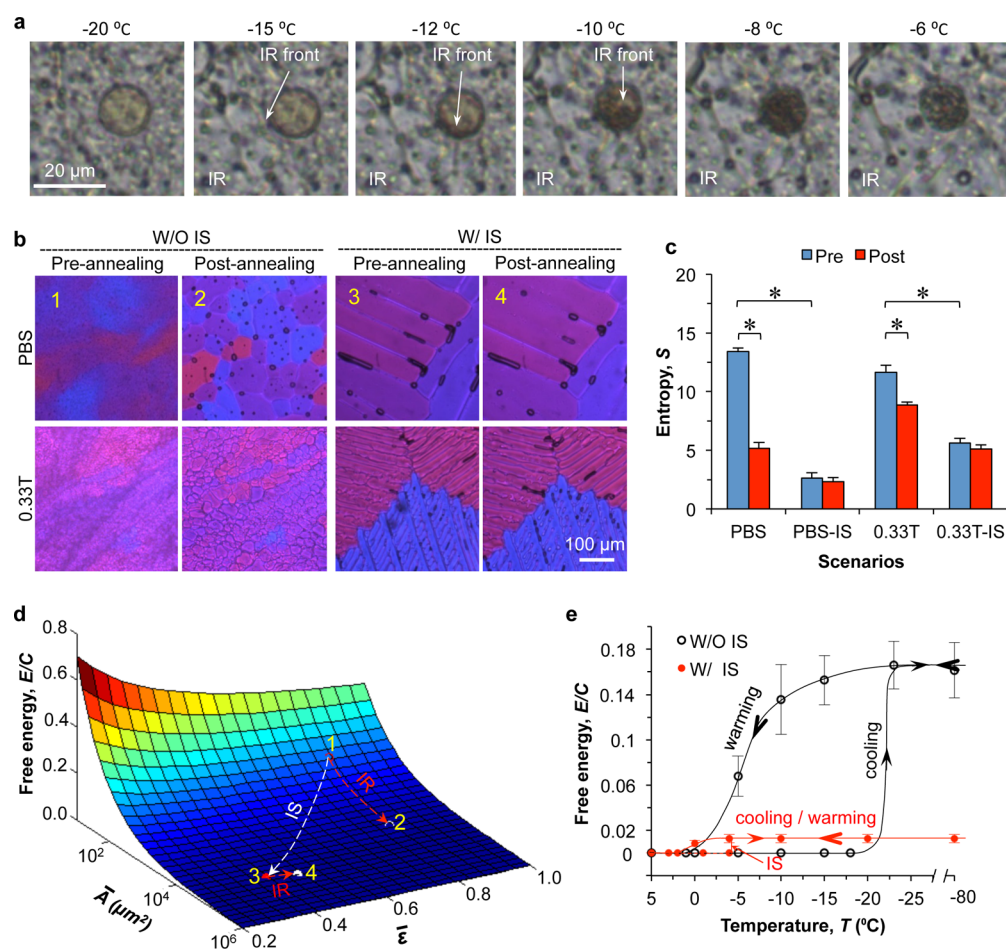 a
-20 ºC
-15 ºC
-12 ºC
-10 ºC
-8 ºC
-6 ºC
IR front
IR front
IR front
20 µm
IR
IR
IR
IR
IR
b
W/O IS
W/ IS
Pre-annealing
Post-annealing
Pre-annealing
Post-annealing
PBS
1
2
3
4
0.33T
100 µm
c
Pre
Post
Entropy, S
20
15
10
5
0
*
*
*
*
PBS
PBS-IS
0.33T
0.33T-IS
Scenarios
d
Free energy, E/C
0.8
0.6
0.4
0.2
0.0
10²
10⁴
10⁶
A̅ (µm²)
0.2
0.4
0.6
0.8
1.0
ε̅
1
IR
2
IS
3
IR
4
e
W/O IS
W/ IS
Free energy, E/C
0.16
0.12
0.1
0.08
0.06
0.02
0
warming
cooling
cooling / warming
IS
5
0
-5
-10
-15
-20
-25
-80
Temperature, T (ºC)